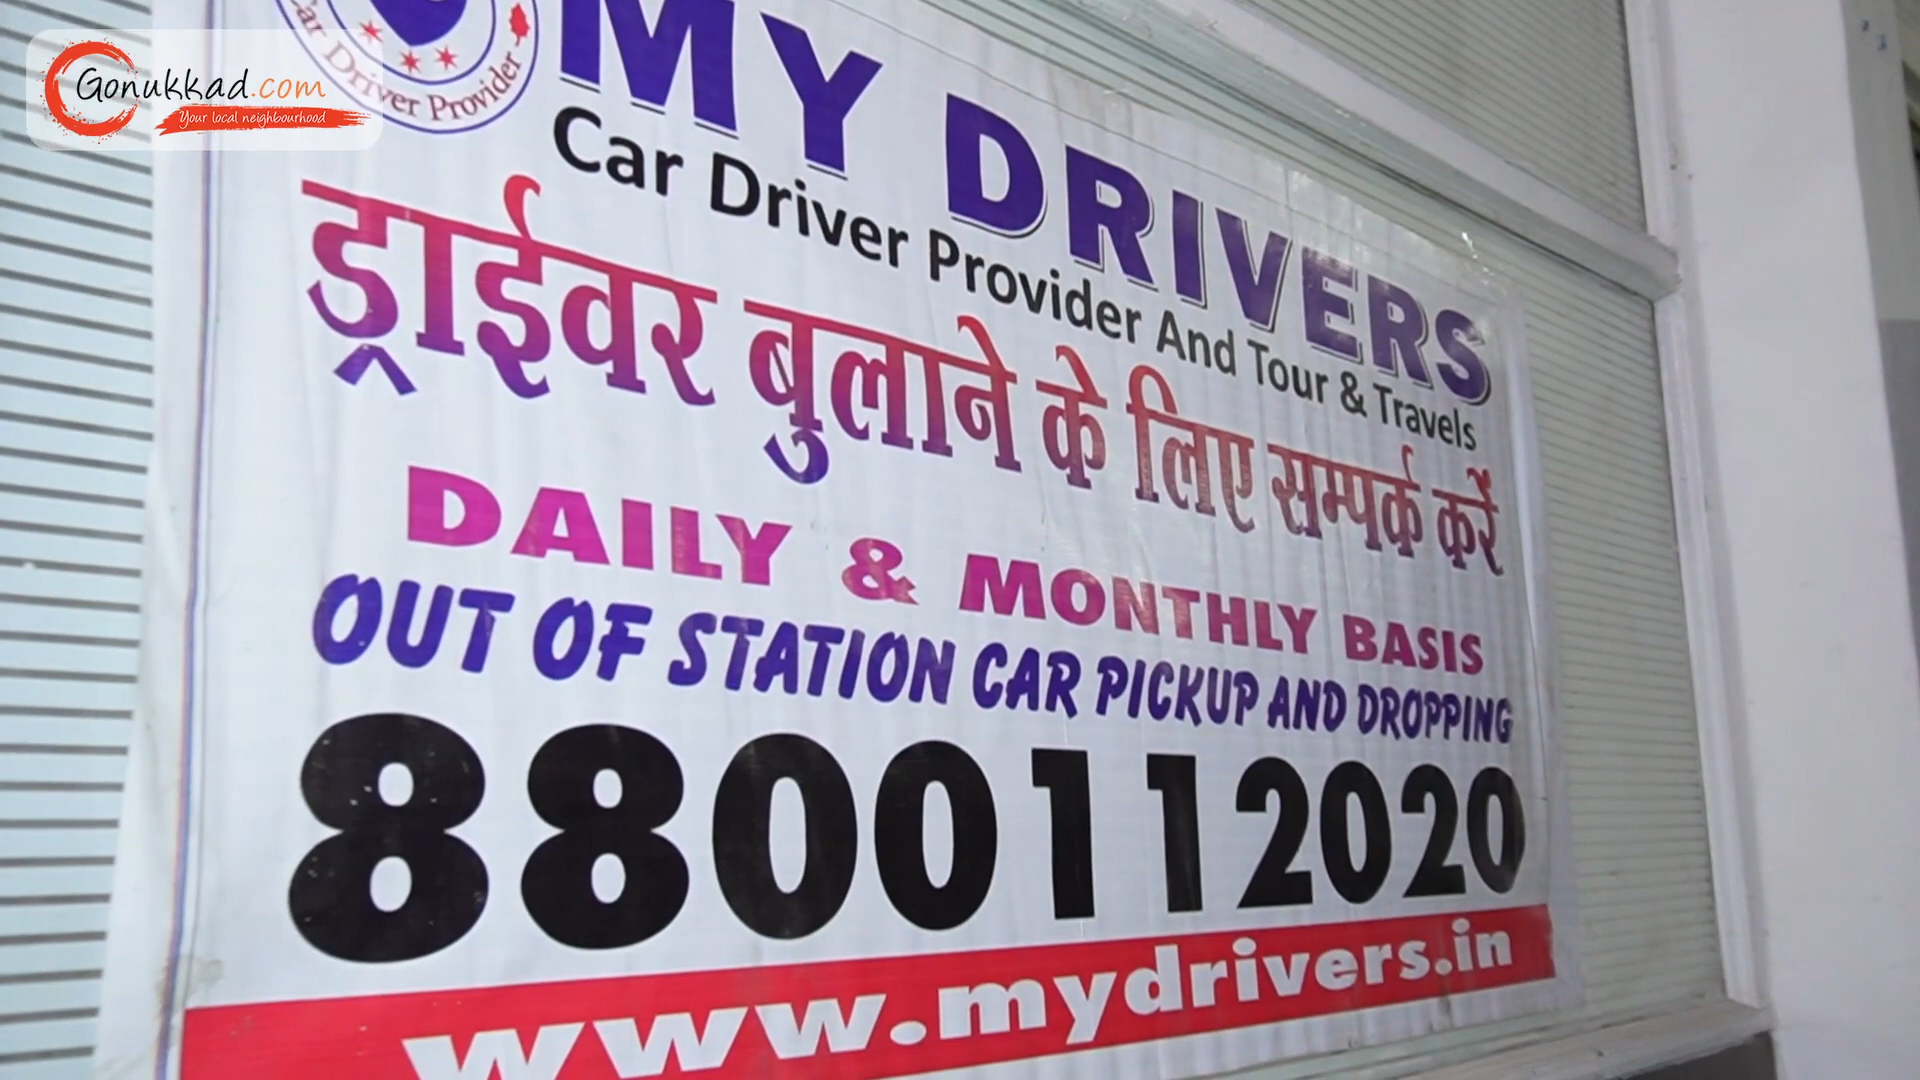 Gonukkad.com
Your local neighbourhood
Car Driver Provider
MY DRIVERS
Car Driver Provider And Tour & Travels
ड्राईवर बुलाने के लिए सम्पर्क करें
DAILY & MONTHLY BASIS
OUT OF STATION CAR PICKUP AND DROPPING
8800112020
www.mydrivers.in